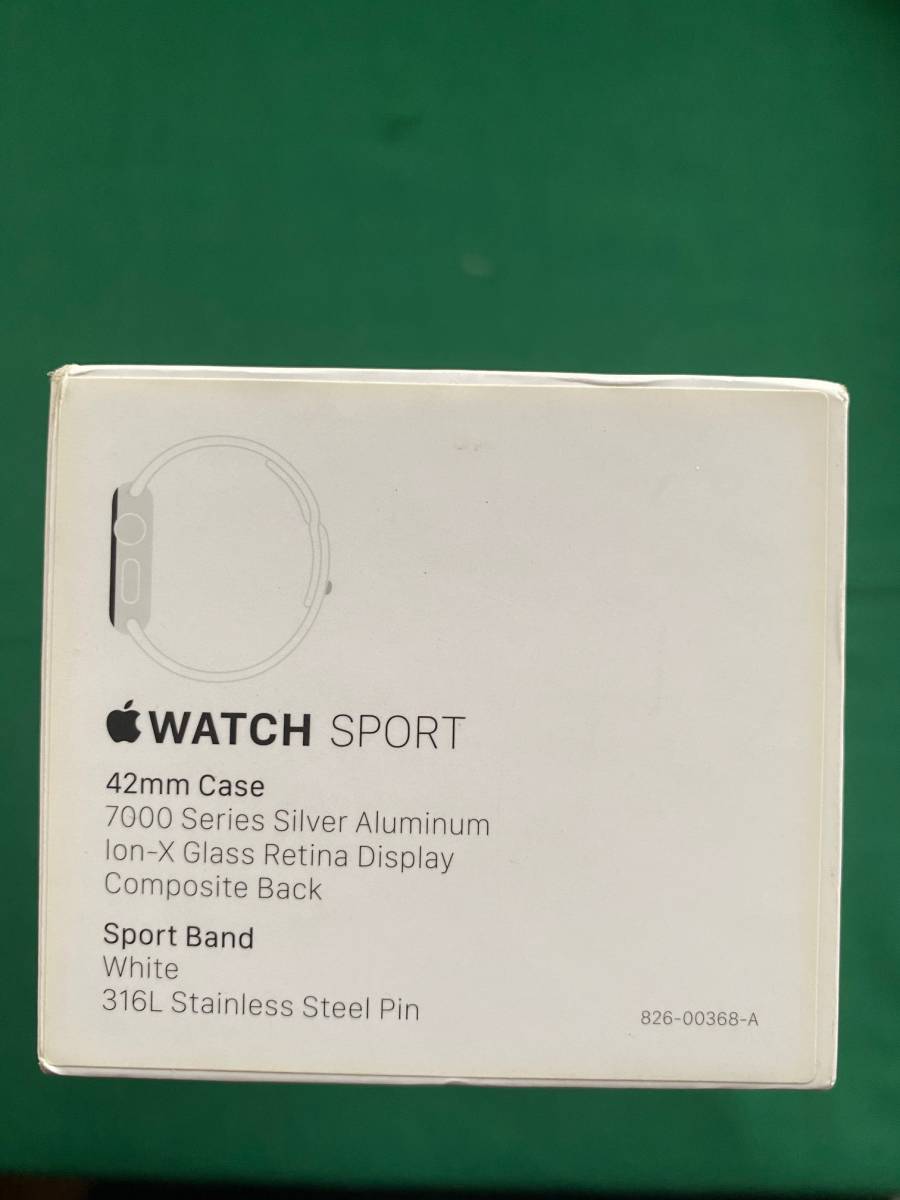 WATCH SPORT
42mm Case
7000 Series Silver Aluminum
Ion-X Glass Retina Display
Composite Back
Sport Band
White
316L Stainless Steel Pin
826-00368-A